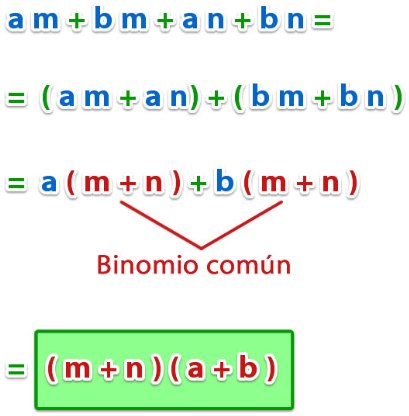 am+bm+an+bn=
= (am+an)+(bm+bn)
= a(m+n)+b(m+n)
Binomio común
= (m+n)(a+b)